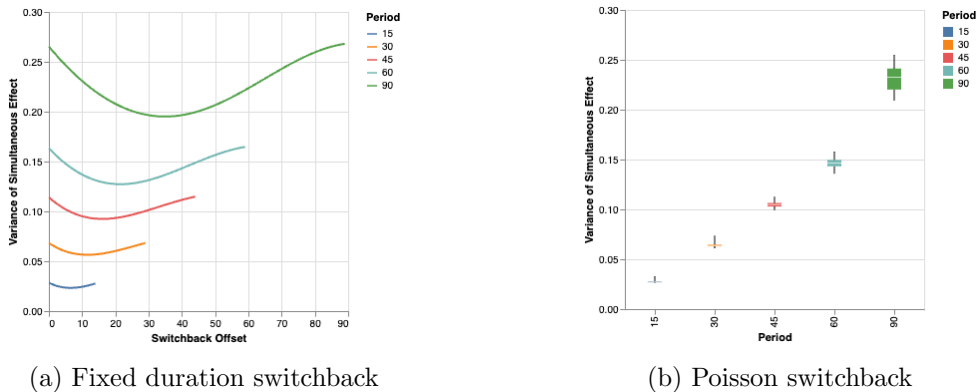 Variance of Simultaneous Effect
0.30
0.25
0.20
0.15
0.10
0.05
0.00
0 10 20 30 40 50 60 70 80 90
Switchback Offset
Period
15
30
45
60
90
(a) Fixed duration switchback
Variance of Simultaneous Effect
0.30
0.25
0.20
0.15
0.10
0.05
0.00
15 30 45 60 90
Period
Period
15
30
45
60
90
(b) Poisson switchback